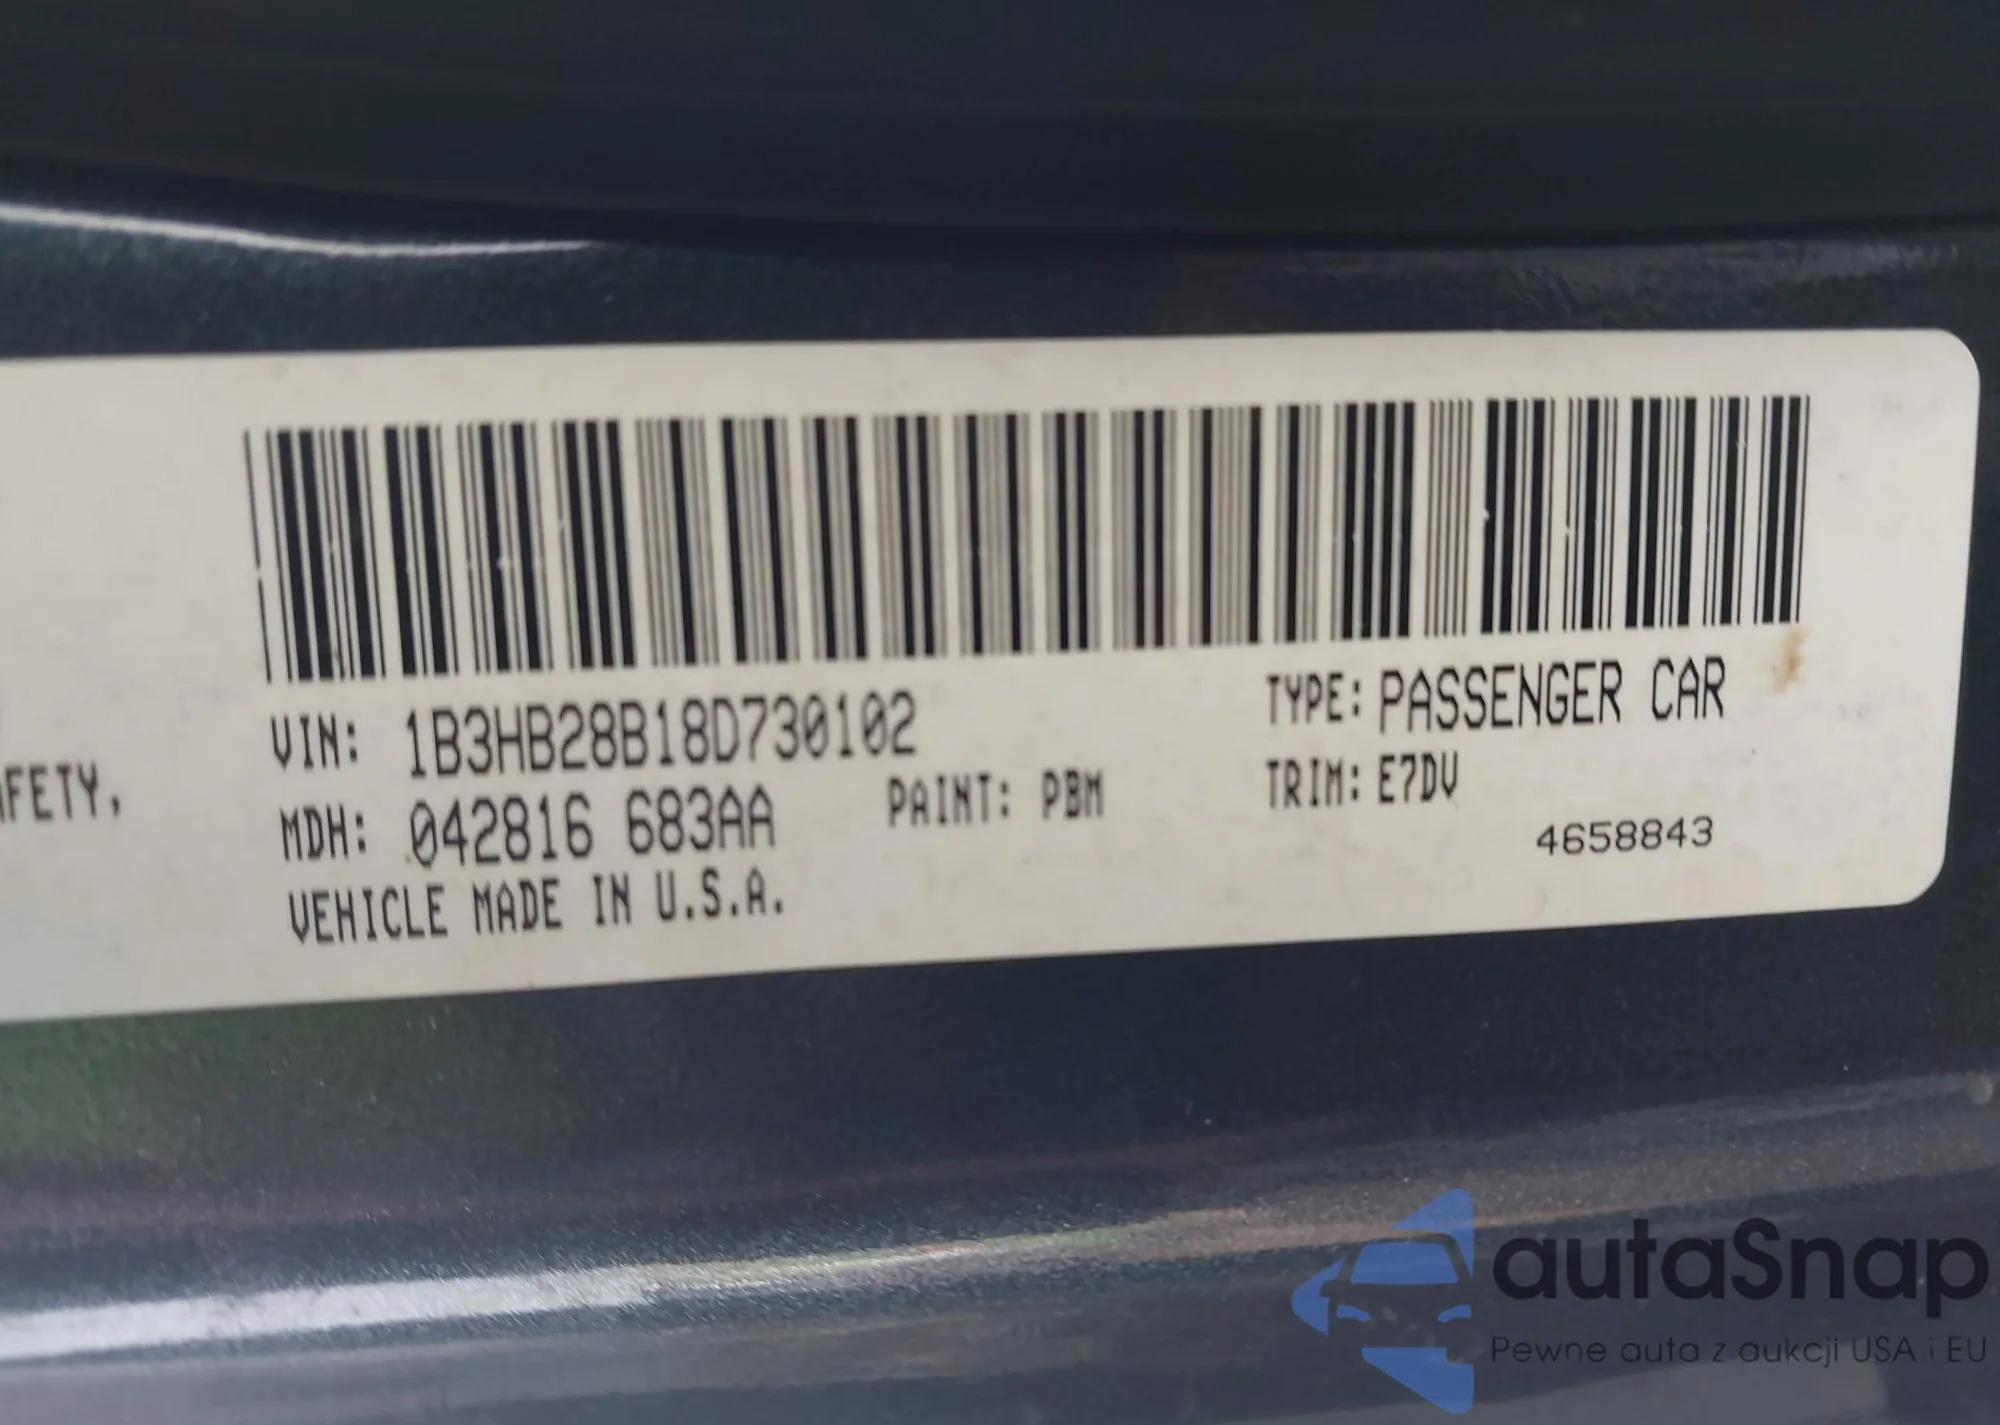 AFETY,
VIN: 1B3HB28B18D730102
TYPE: PASSENGER CAR
MDH: 042816 683AA
PAINT: PBM
TRIM: E7DV
4658843
VEHICLE MADE IN U.S.A.
autaSnap
Pewne auta z aukcji USA i EU